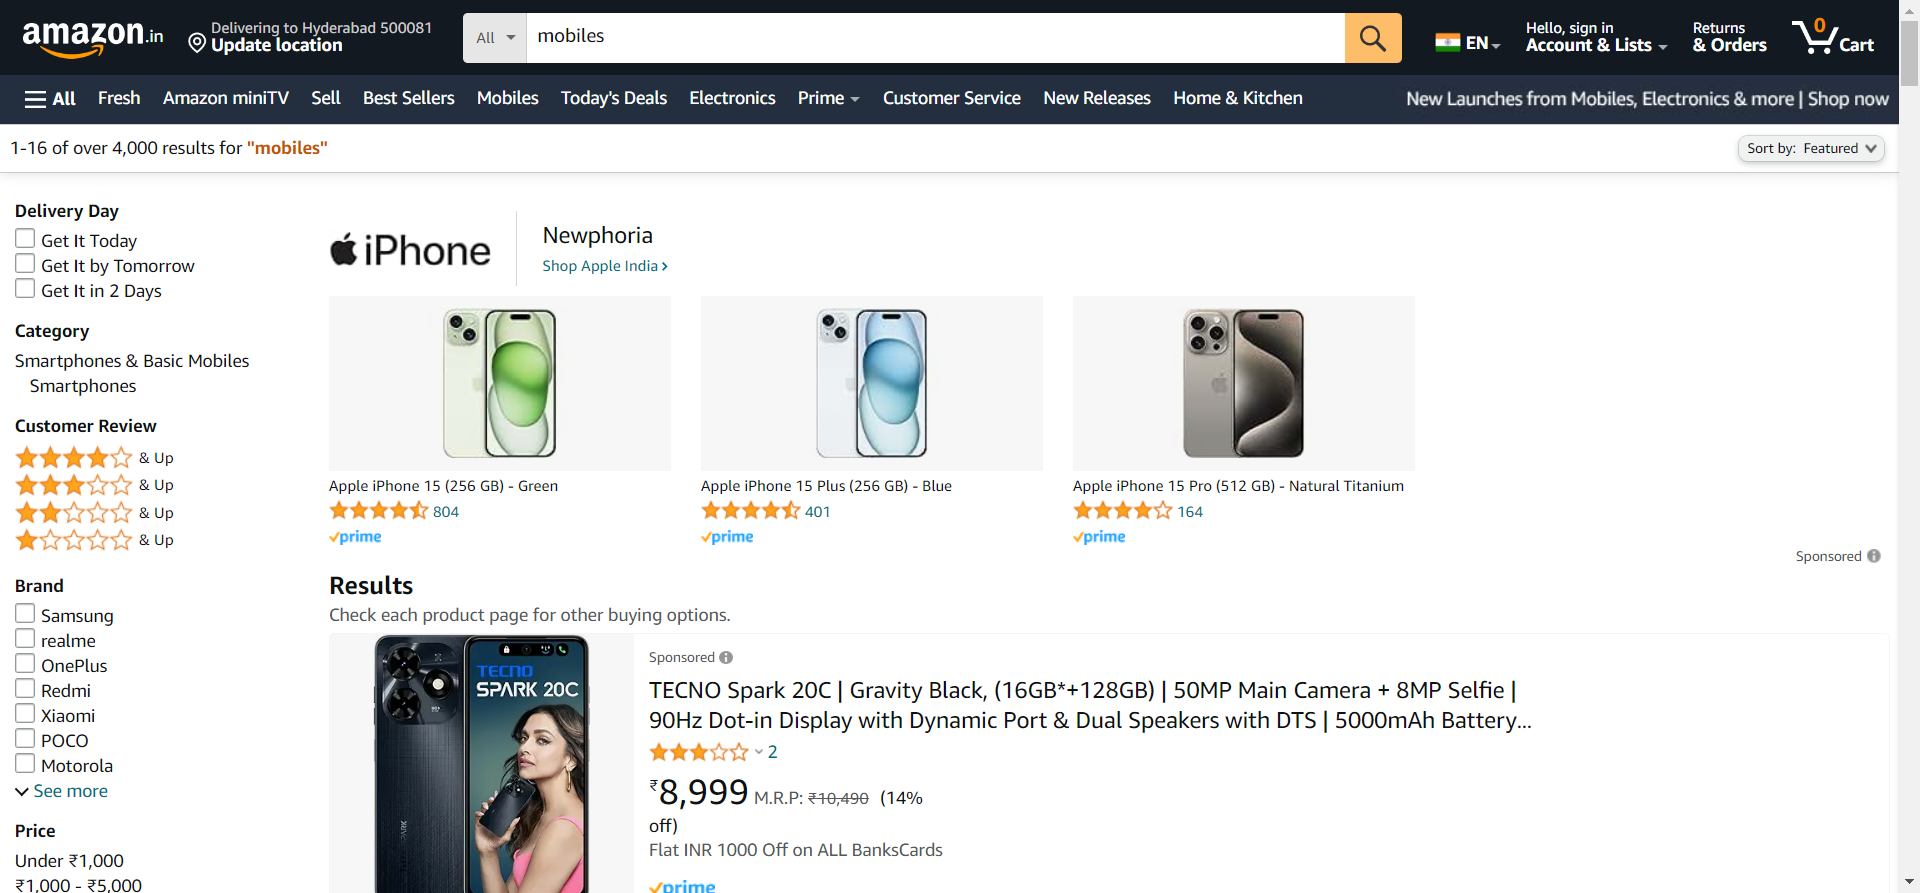 amazon.in
Delivering to Hyderabad 500081
Update location
All
mobiles
EN
Hello, sign in
Account & Lists
Returns
& Orders
0
Cart
All
Fresh
Amazon miniTV
Sell
Best Sellers
Mobiles
Today's Deals
Electronics
Prime
Customer Service
New Releases
Home & Kitchen
New Launches from Mobiles, Electronics & more | Shop now
1-16 of over 4,000 results for "mobiles"
Sort by: Featured
Delivery Day
Get It Today
Get It by Tomorrow
Get It in 2 Days
Category
Smartphones & Basic Mobiles
Smartphones
Customer Review
& Up
& Up
& Up
& Up
Brand
Samsung
realme
OnePlus
Redmi
Xiaomi
POCO
Motorola
See more
Price
Under ₹1,000
₹1,000 - ₹5,000
iPhone
Newphoria
Shop Apple India ›
Apple iPhone 15 (256 GB) - Green
804
prime
Apple iPhone 15 Plus (256 GB) - Blue
401
prime
Apple iPhone 15 Pro (512 GB) - Natural Titanium
164
prime
Sponsored
Results
Check each product page for other buying options.
TECNO
SPARK 20C
SPARK
Sponsored
TECNO Spark 20C | Gravity Black, (16GB*+128GB) | 50MP Main Camera + 8MP Selfie |
90Hz Dot-in Display with Dynamic Port & Dual Speakers with DTS | 5000mAh Battery...
2
₹8,999 M.R.P: ₹10,490 (14%
off)
Flat INR 1000 Off on ALL BanksCards
prime